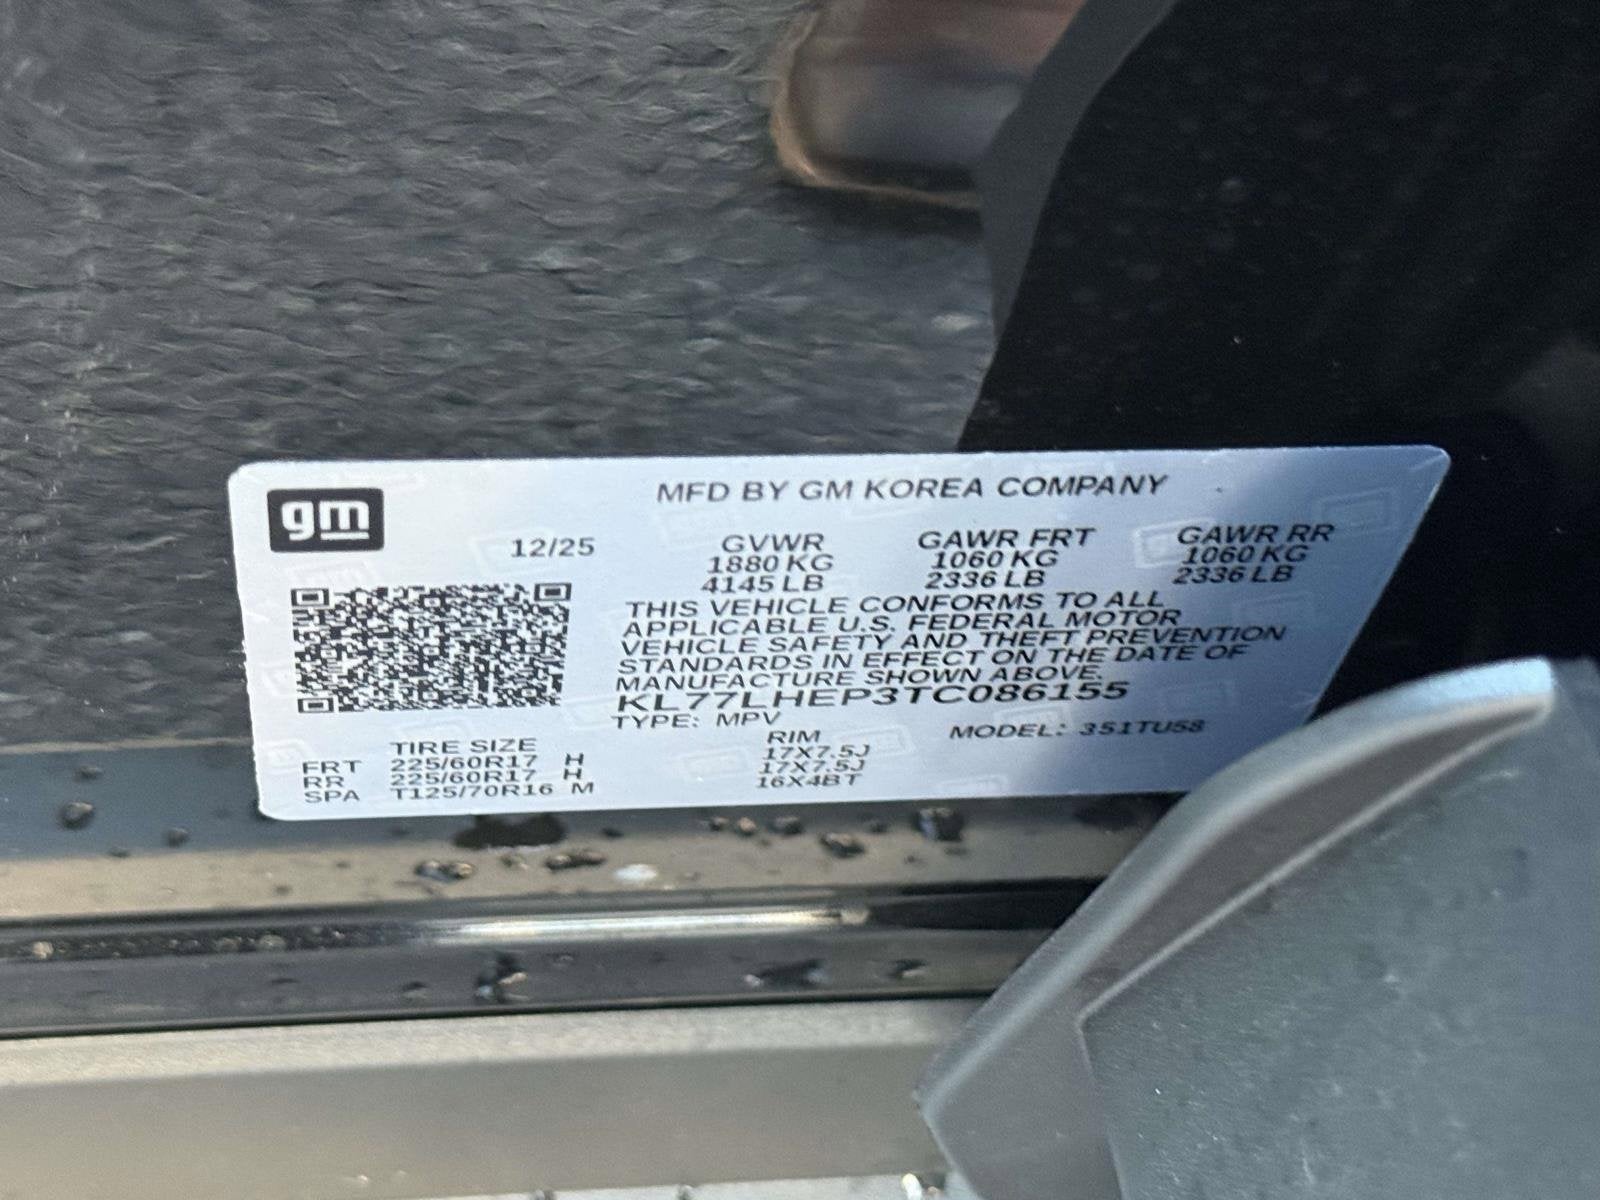 gm
MFD BY GM KOREA COMPANY
12/25 GVWR GAWR FRT GAWR RR
1880 KG 1060 KG 1060 KG
4145 LB 2336 LB 2336 LB
THIS VEHICLE CONFORMS TO ALL
APPLICABLE U.S. FEDERAL MOTOR
VEHICLE SAFETY AND THEFT PREVENTION
STANDARDS IN EFFECT ON THE DATE OF
MANUFACTURE SHOWN ABOVE.
KL77LHEP3TC086155
TYPE: MPV MODEL: 351TU58
TIRE SIZE RIM
FRT 225/60R17 H 17X7.5J
RR 225/60R17 H 17X7.5J
SPA T125/70R16 M 16X4BT